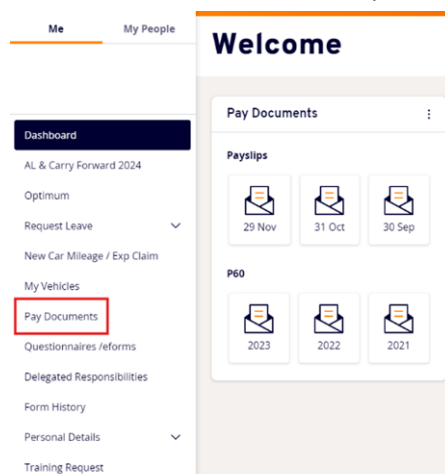 Me
My People
Dashboard
AL & Carry Forward 2024
Optimum
Request Leave
New Car Mileage / Exp Claim
My Vehicles
Pay Documents
Questionnaires /eforms
Delegated Responsibilities
Form History
Personal Details
Training Request
Welcome
Pay Documents
Payslips
29 Nov
31 Oct
30 Sep
P60
2023
2022
2021